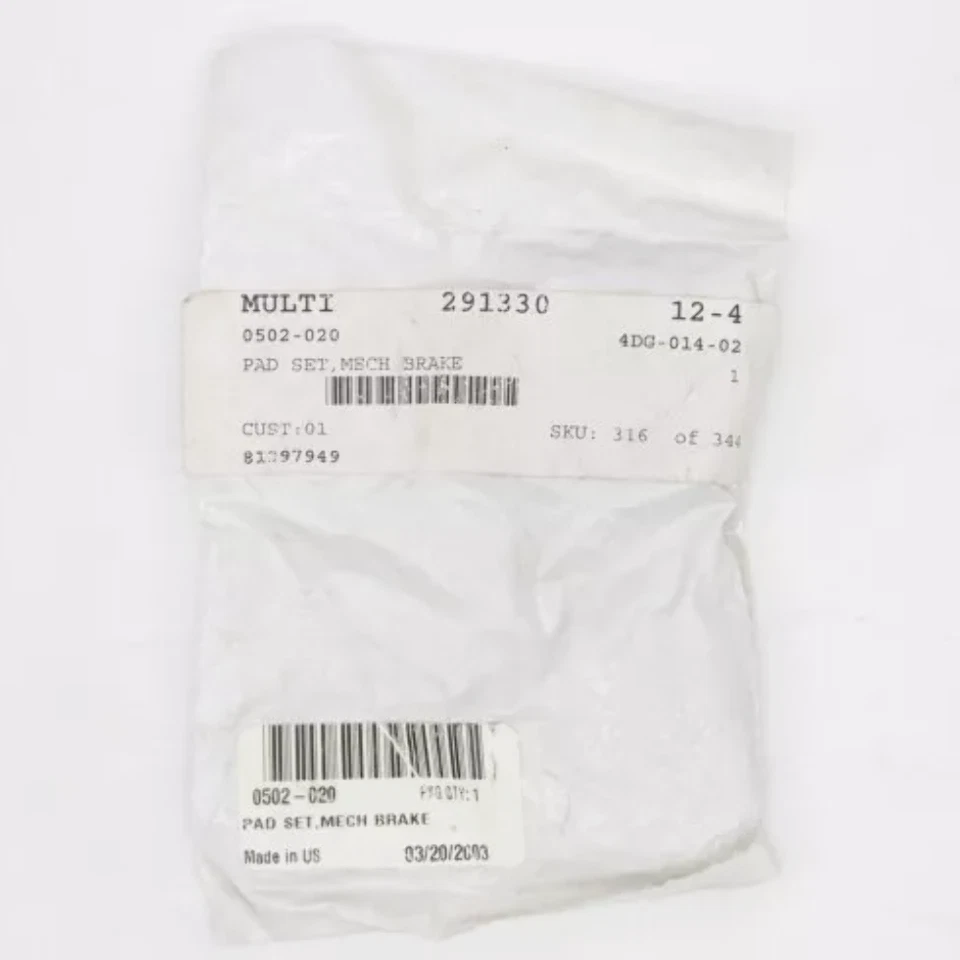 MULTI 291330 12-4
0502-020 4DG-014-02
PAD SET,MECH BRAKE 1
CUST:01 SKU: 316 of 344
81297949
0502-020 PKG QTY:1
PAD SET,MECH BRAKE
Made in US 03/20/2003